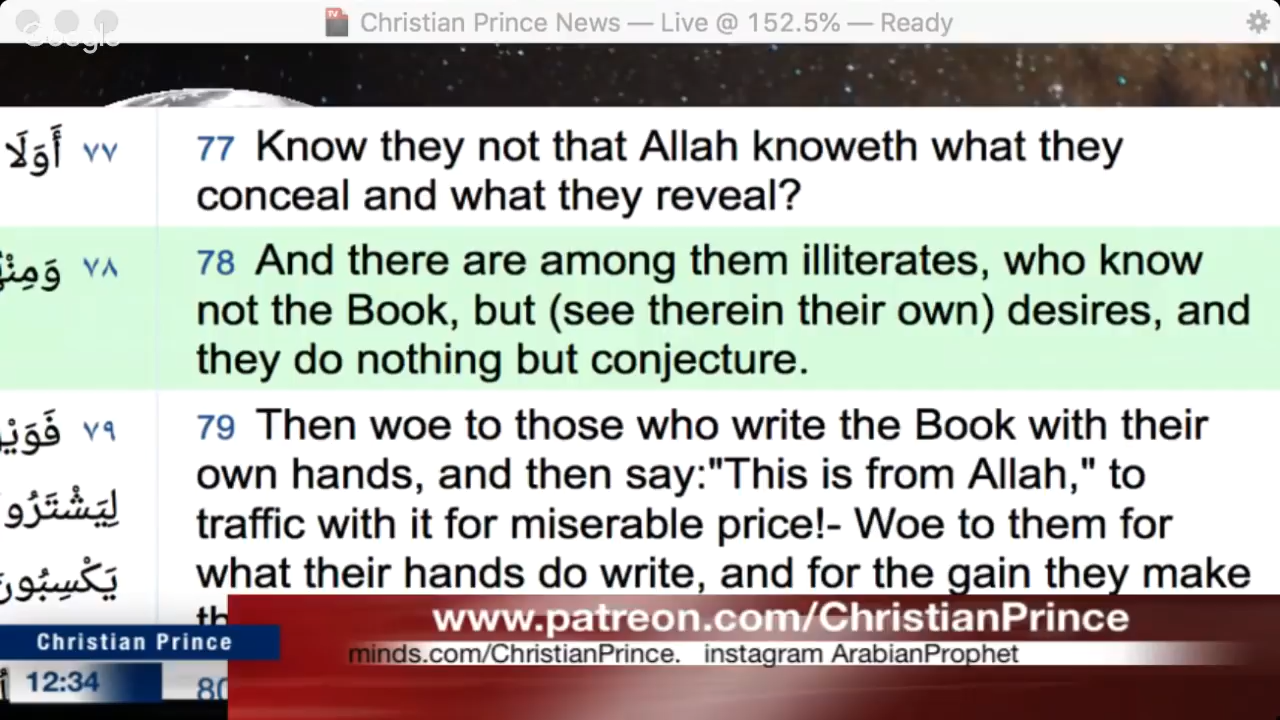 Christian Prince News — Live @ 152.5% — Ready
Google
أَوَلَا ٧٧ 77 Know they not that Allah knoweth what they
conceal and what they reveal?
٧٨ 78 And there are among them illiterates, who know
not the Book, but (see therein their own) desires, and
they do nothing but conjecture.
٧٩ 79 Then woe to those who write the Book with their
own hands, and then say:"This is from Allah," to
traffic with it for miserable price!- Woe to them for
what their hands do write, and for the gain they make
www.patreon.com/ChristianPrince
Christian Prince
minds.com/ChristianPrince. instagram ArabianProphet
12:34
80